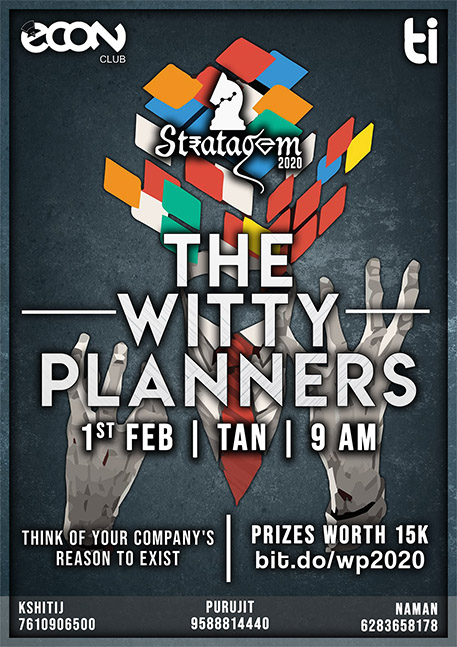 eCON
CLUB
ti
Stratagem
2020
THE
WITTY
PLANNERS
1ST FEB | TAN | 9 AM
THINK OF YOUR COMPANY'S
REASON TO EXIST
PRIZES WORTH 15K
bit.do/wp2020
KSHITIJ
7610906500
PURUJIT
9588814440
NAMAN
6283658178